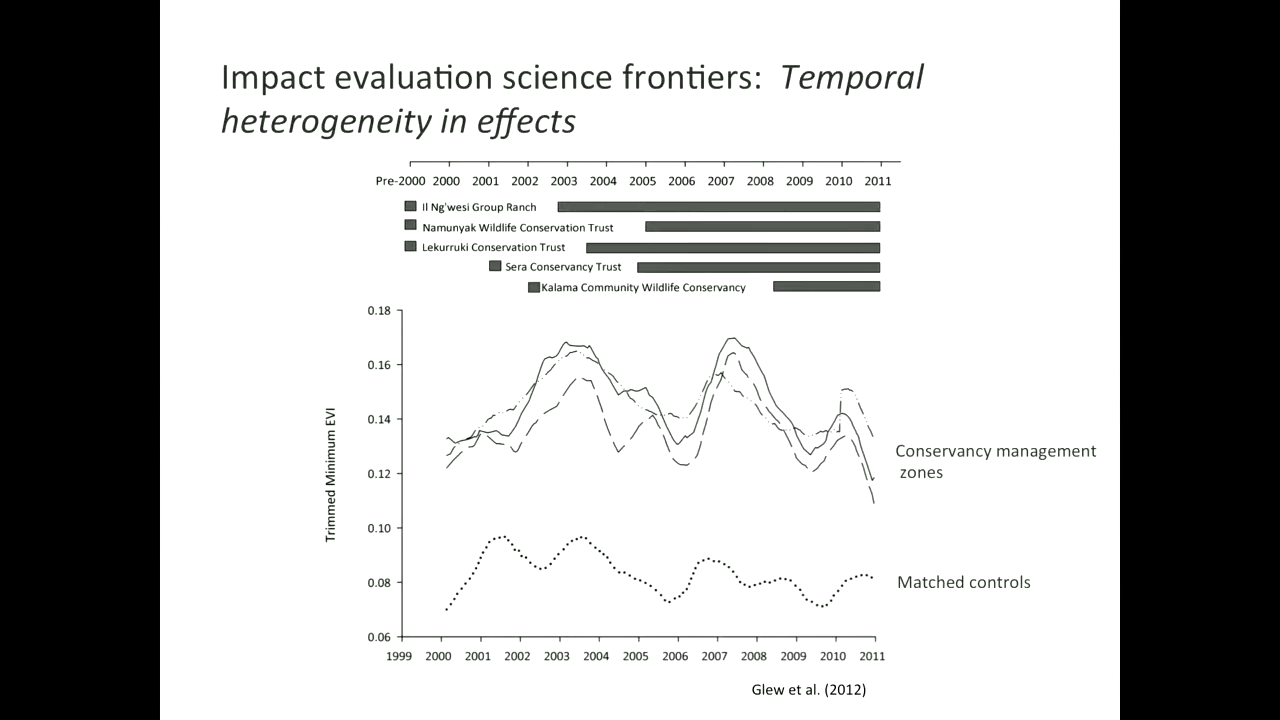 Impact evaluation science frontiers: Temporal
heterogeneity in effects
Pre-2000 2000 2001 2002 2003 2004 2005 2006 2007 2008 2009 2010 2011
Il Ng'wesi Group Ranch
Namunyak Wildlife Conservation Trust
Lekurruki Conservation Trust
Sera Conservancy Trust
Kalama Community Wildlife Conservancy
0.18
0.16
0.14
0.12
0.10
0.08
0.06
Trimmed Minimum EVI
Conservancy management
zones
Matched controls
1999 2000 2001 2002 2003 2004 2005 2006 2007 2008 2009 2010 2011
Glew et al. (2012)